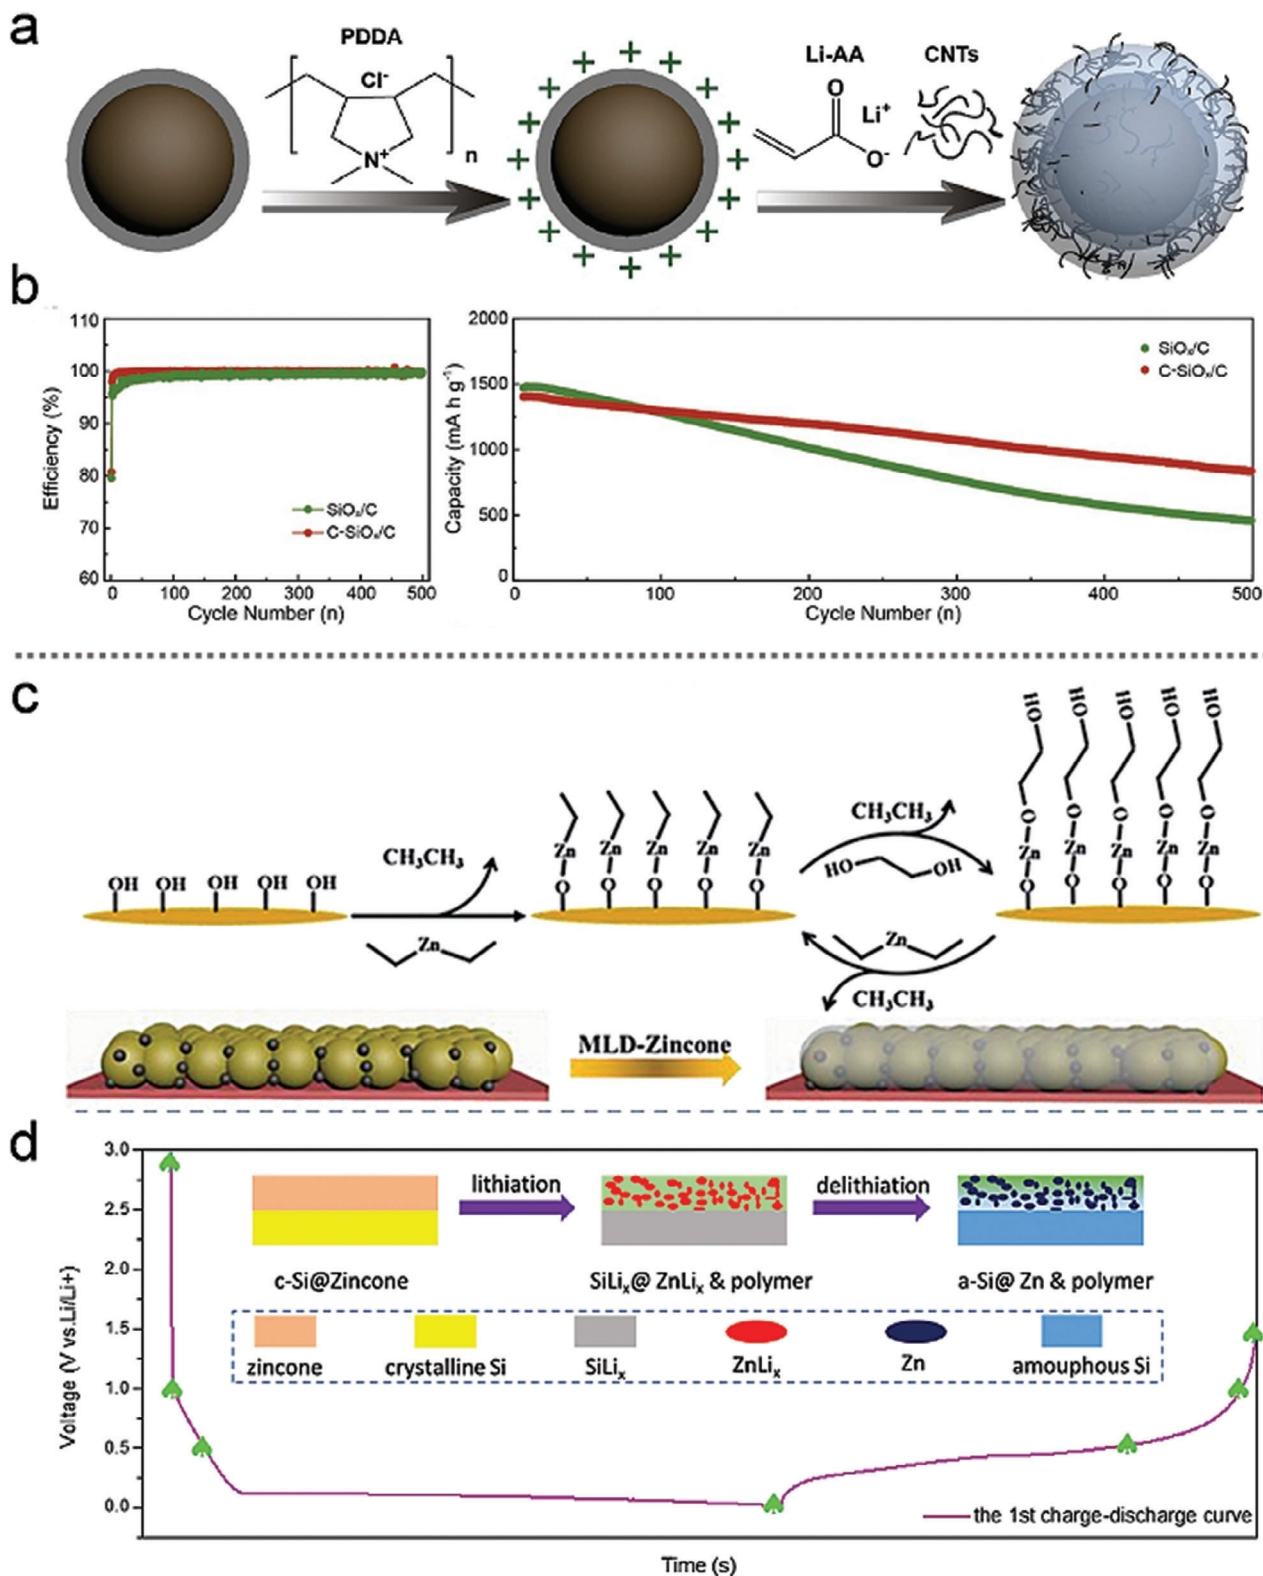 a
PDDA
Cl-
N+
n
Li-AA
O
Li+
O-
CNTs
b
110
100
90
80
70
60
Efficiency (%)
SiOx/C
C-SiOx/C
0 100 200 300 400 500
Cycle Number (n)
2000
1500
1000
500
0
Capacity (mA h g-1)
SiOx/C
C-SiOx/C
0 100 200 300 400 500
Cycle Number (n)
c
OH OH OH OH OH
CH3CH3
Zn
Zn Zn Zn Zn Zn
O O O O O
CH3CH3
HO OH
Zn
CH3CH3
HO HO HO HO HO
O O O O O
Zn Zn Zn Zn Zn
O O O O O
MLD-Zincone
d
3.0
2.5
2.0
1.5
1.0
0.5
0.0
Voltage (V vs.Li/Li+)
lithiation
delithiation
c-Si@Zincone
SiLix@ ZnLix & polymer
a-Si@ Zn & polymer
zincone
crystalline Si
SiLix
ZnLix
Zn
amouphous Si
the 1st charge-discharge curve
Time (s)